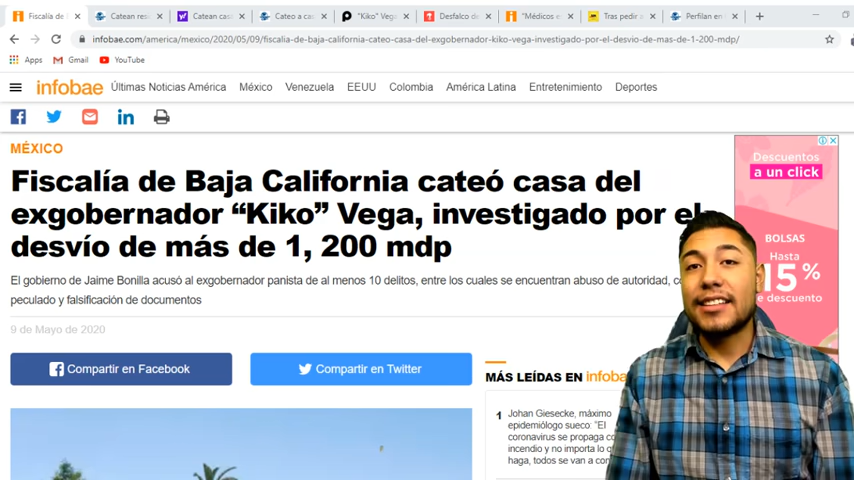 Fiscalía de
Catean res
Catean casa
Cateo a cas
"Kiko" Vega
Desfalco de
"Médicos e
Tras pedir
Perfilan en
infobae.com/america/mexico/2020/05/09/fiscalia-de-baja-california-cateo-casa-del-exgobernador-kiko-vega-investigado-por-el-desvio-de-mas-de-1-200-mdp/
Apps Gmail YouTube
infobae Últimas Noticias América México Venezuela EEUU Colombia América Latina Entretenimiento Deportes
MÉXICO
Fiscalía de Baja California cateó casa del
exgobernador “Kiko” Vega, investigado por el
desvío de más de 1, 200 mdp
El gobierno de Jaime Bonilla acusó al exgobernador panista de al menos 10 delitos, entre los cuales se encuentran abuso de autoridad,
peculado y falsificación de documentos
9 de Mayo de 2020
Compartir en Facebook
Compartir en Twitter
Descuentos
a un click
BOLSAS
Hasta
15%
de descuento
MÁS LEÍDAS EN infobae
1 Johan Giesecke, máximo
epidemiólogo sueco: “El
coronavirus se propaga co
incendio y no importa lo q
haga, todos se van a con